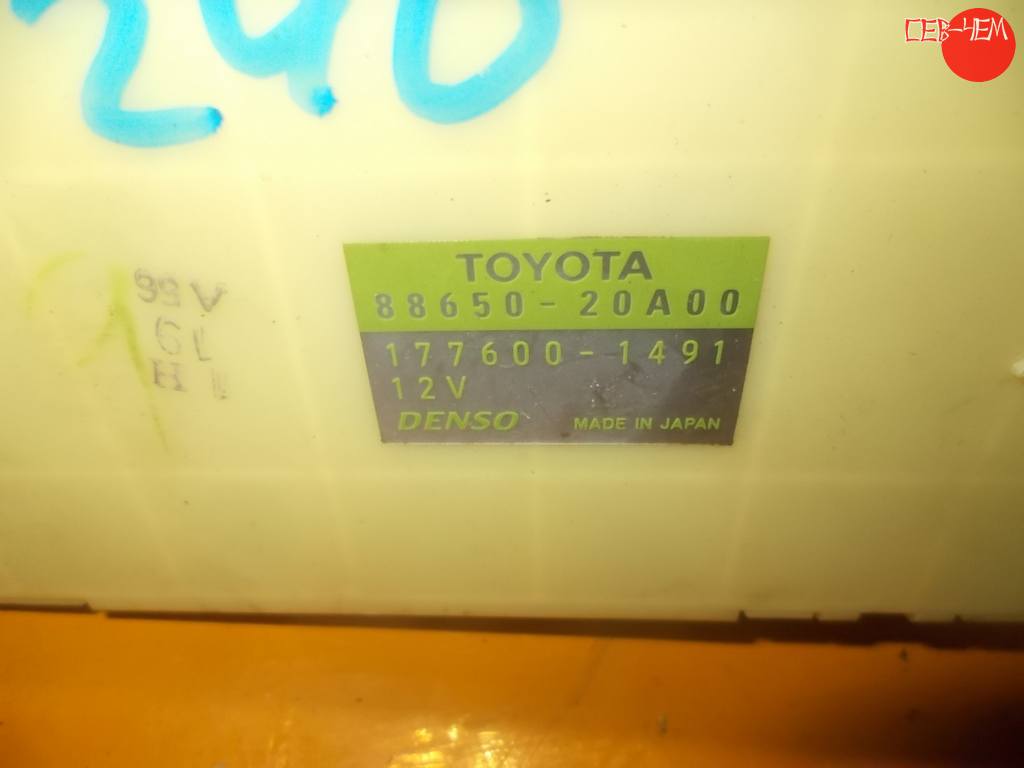 240
СЕВ-ЧЕМ
TOYOTA
88650-20A00
177600-1491
12V
DENSO MADE IN JAPAN